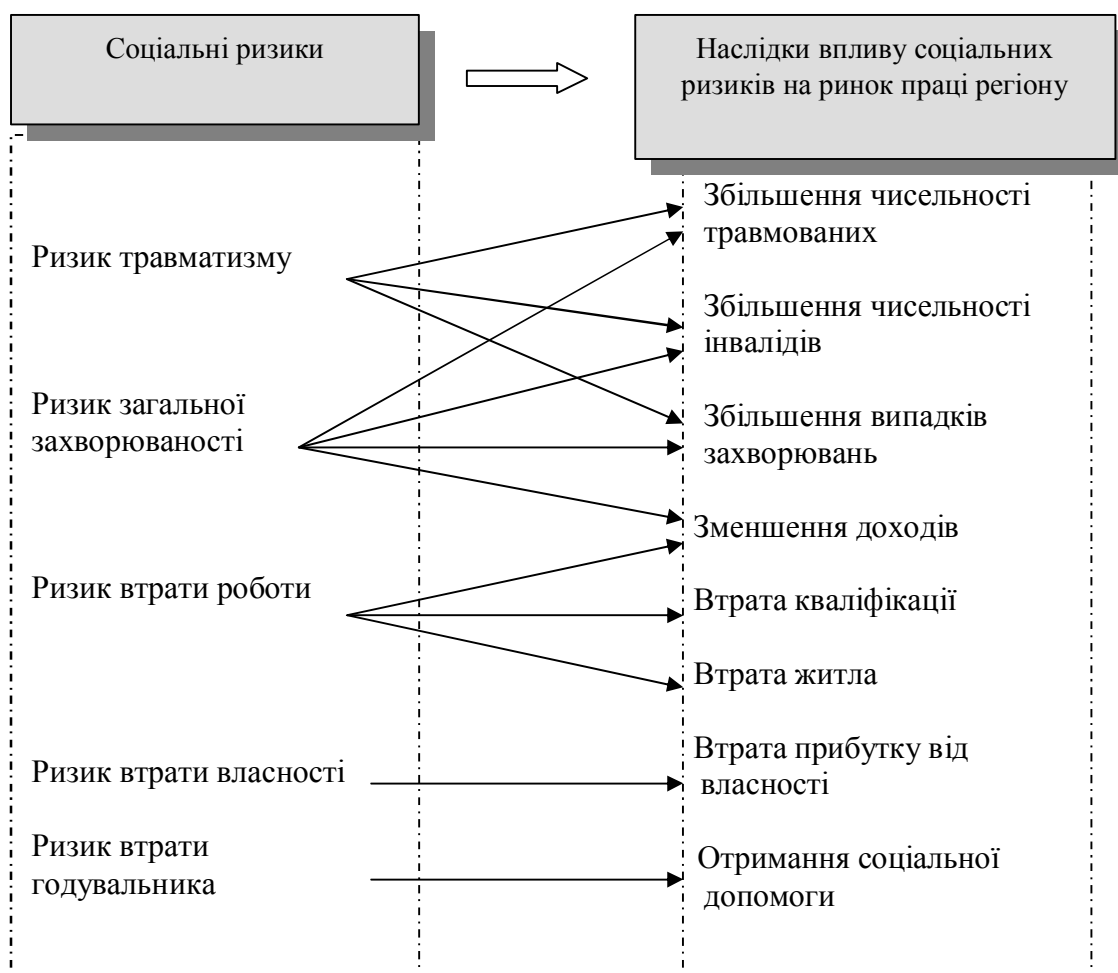 Соціальні ризики
Наслідки впливу соціальних
ризиків на ринок праці регіону
Ризик травматизму
Ризик загальної
захворюваності
Ризик втрати роботи
Ризик втрати власності
Ризик втрати
годувальника
Збільшення чисельності
травмованих
Збільшення чисельності
інвалідів
Збільшення випадків
захворювань
Зменшення доходів
Втрата кваліфікації
Втрата житла
Втрата прибутку від
власності
Отримання соціальної
допомоги